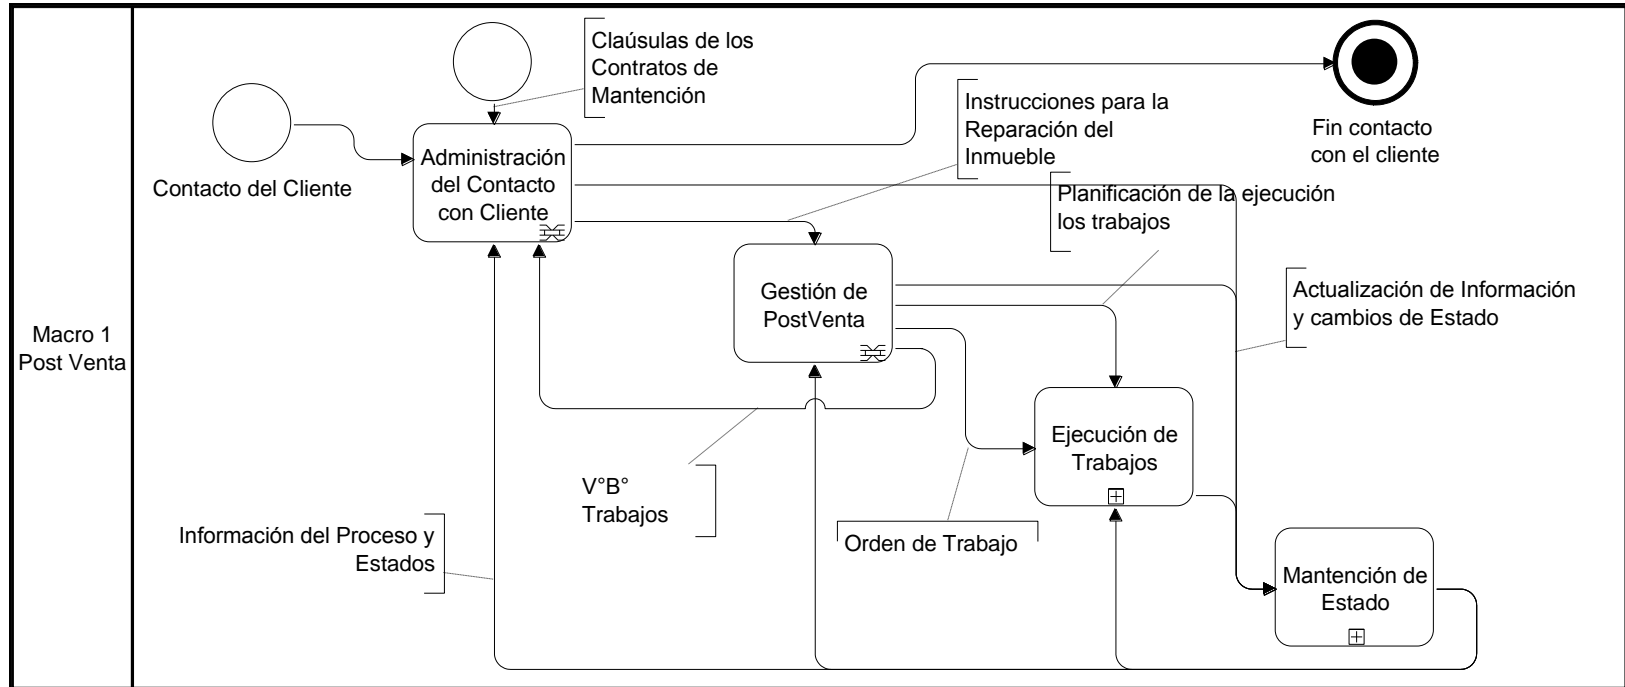 Macro 1
Post Venta
Contacto del Cliente
Claúsulas de los
Contratos de
Mantención
Administración
del Contacto
con Cliente
Fin contacto
con el cliente
Instrucciones para la
Reparación del
Inmueble
Planificación de la ejecución
los trabajos
Gestión de
PostVenta
Actualización de Información
y cambios de Estado
Ejecución de
Trabajos
V°B°
Trabajos
Orden de Trabajo
Información del Proceso y
Estados
Mantención de
Estado